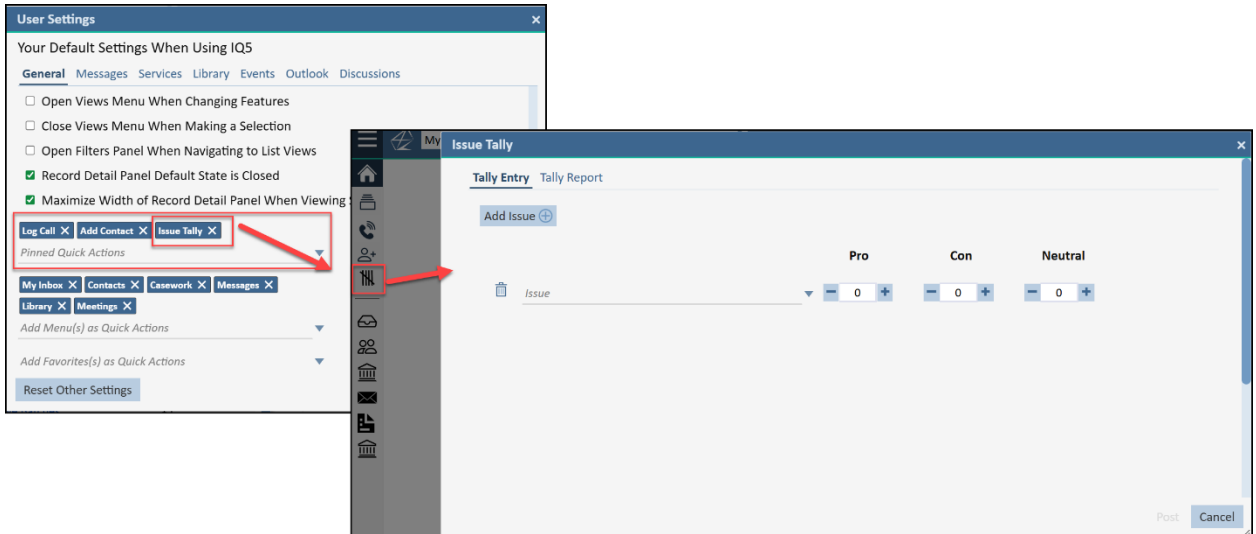 User Settings
Your Default Settings When Using IQ5
General Messages Services Library Events Outlook Discussions
Open Views Menu When Changing Features
Close Views Menu When Making a Selection
Open Filters Panel When Navigating to List Views
Record Detail Panel Default State is Closed
Maximize Width of Record Detail Panel When Viewing
Log Call X Add Contact X Issue Tally X
Pinned Quick Actions
My Inbox X Contacts X Casework X Messages X
Library X Meetings X
Add Menu(s) as Quick Actions
Add Favorites(s) as Quick Actions
Reset Other Settings
My
Issue Tally
Tally Entry Tally Report
Add Issue
Pro Con Neutral
Issue 0 0 0
Post Cancel